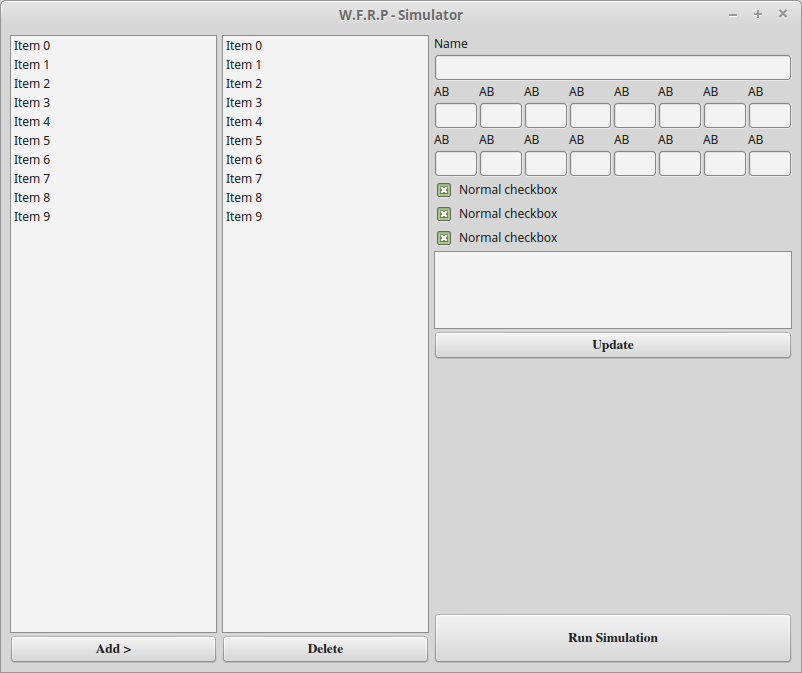 W.F.R.P - Simulator
Item 0
Item 1
Item 2
Item 3
Item 4
Item 5
Item 6
Item 7
Item 8
Item 9
Add >
Item 0
Item 1
Item 2
Item 3
Item 4
Item 5
Item 6
Item 7
Item 8
Item 9
Delete
Name
AB AB AB AB AB AB AB AB
AB AB AB AB AB AB AB AB
Normal checkbox
Normal checkbox
Normal checkbox
Update
Run Simulation